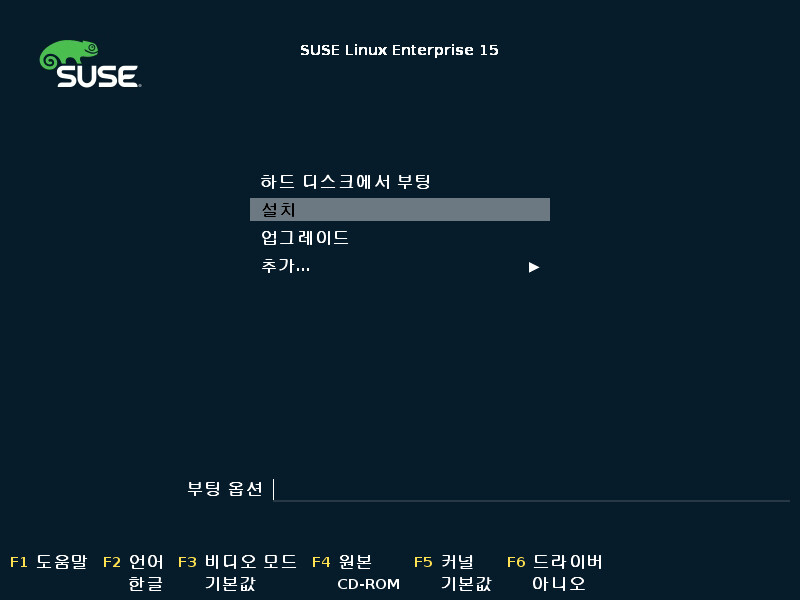 SUSE
SUSE Linux Enterprise 15
하드 디스크에서 부팅
설치
업그레이드
추가...
부팅 옵션
F1 도움말 F2 언어 F3 비디오 모드 F4 원본 F5 커널 F6 드라이버
한글 기본값 CD-ROM 기본값 아니오